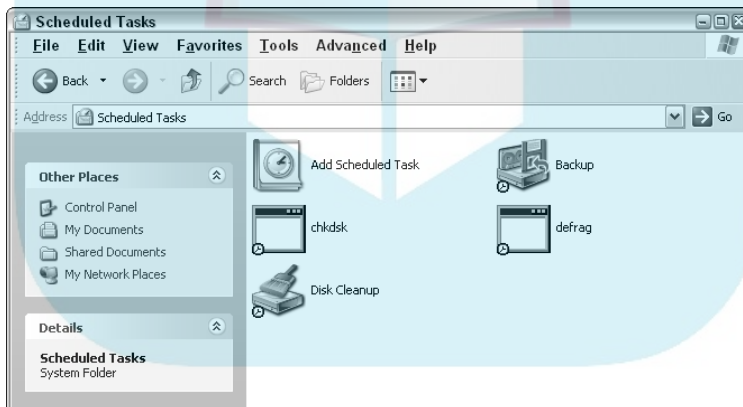 Scheduled Tasks
File Edit View Favorites Tools Advanced Help
Back Search Folders
Address Scheduled Tasks Go
Other Places
Control Panel
My Documents
Shared Documents
My Network Places
Details
Scheduled Tasks
System Folder
Add Scheduled Task
Backup
chkdsk
defrag
Disk Cleanup